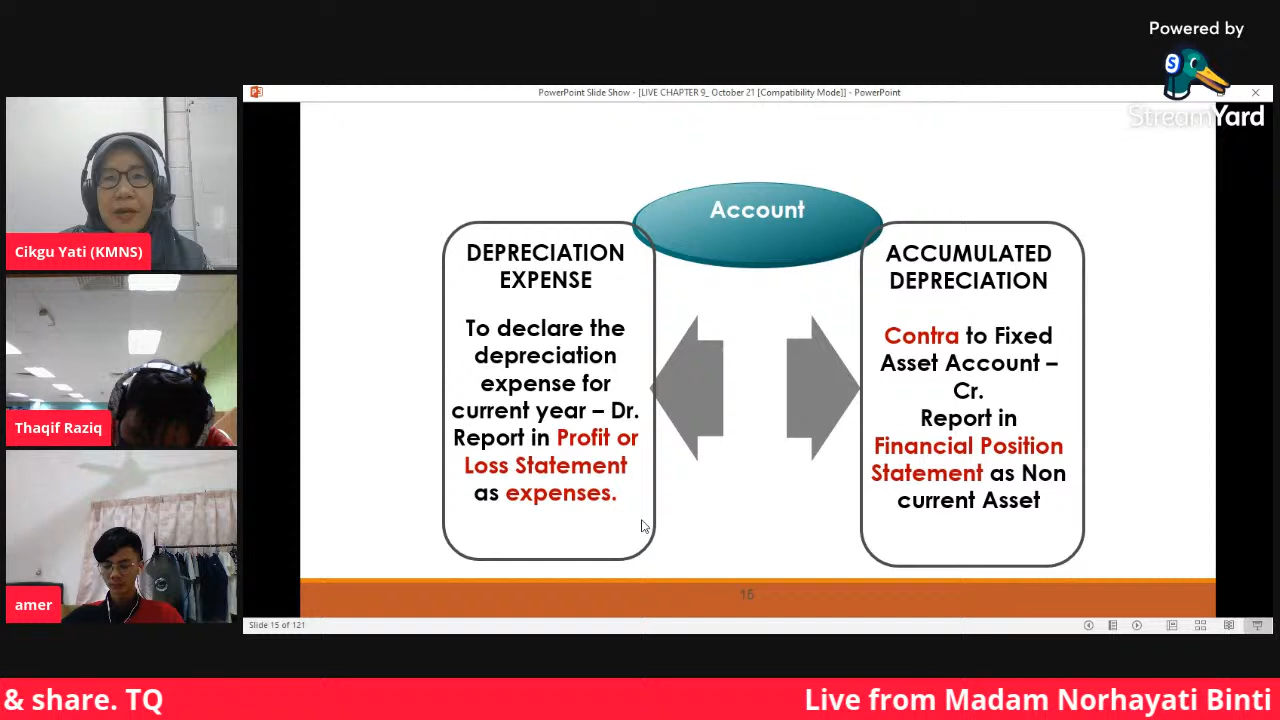 Powered by
S
StreamYard
PowerPoint Slide Show - [LIVE CHAPTER 9_ October 21 [Compatibility Mode]] - PowerPoint
Cikgu Yati (KMNS)
Thaqif Raziq
amer
Account
DEPRECIATION
EXPENSE
To declare the
depreciation
expense for
current year – Dr.
Report in Profit or
Loss Statement
as expenses.
ACCUMULATED
DEPRECIATION
Contra to Fixed
Asset Account –
Cr.
Report in
Financial Position
Statement as Non
current Asset
16
Slide 15 of 121
& share. TQ
Live from Madam Norhayati Binti